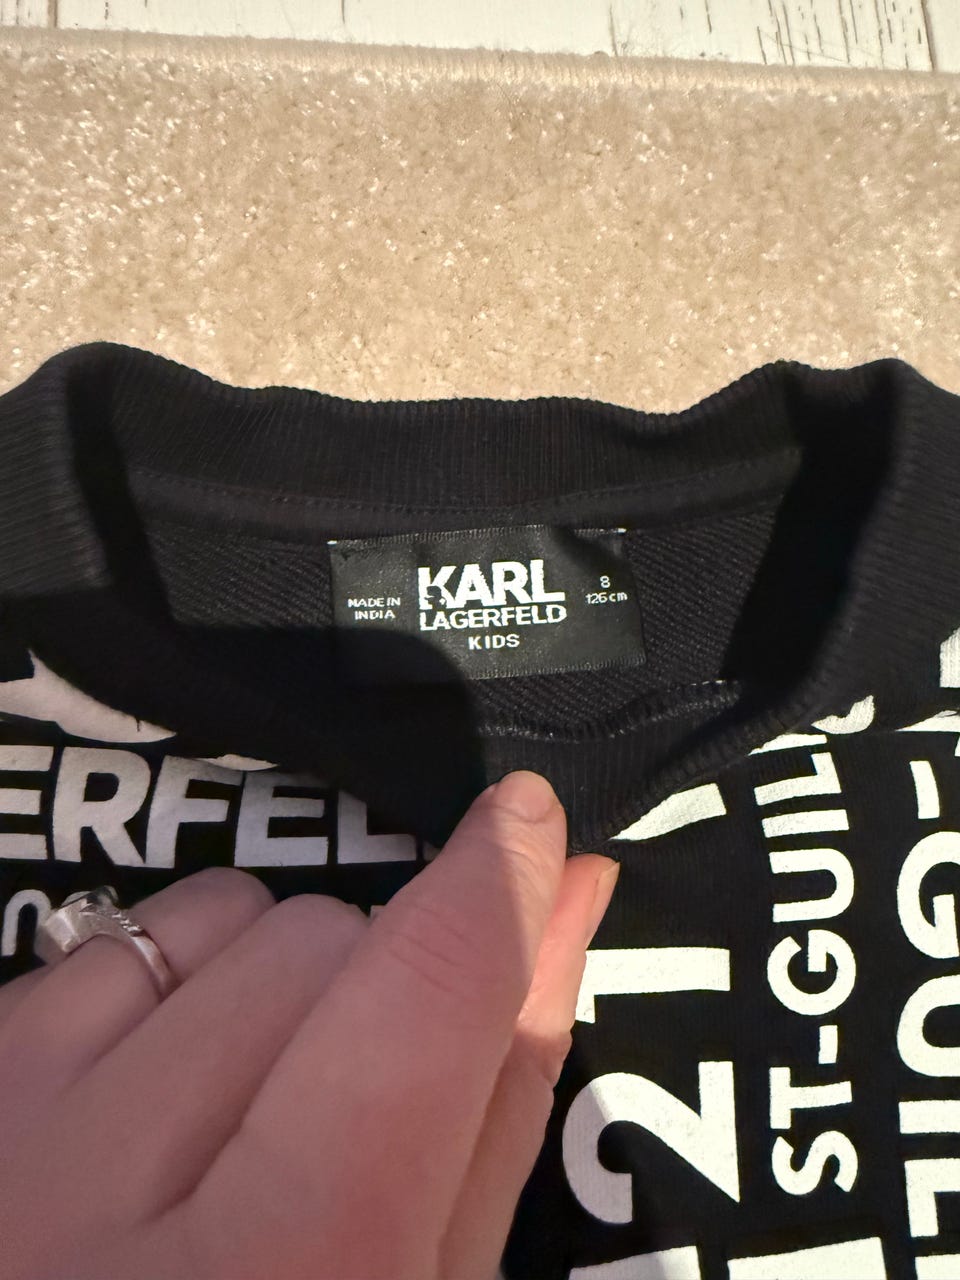 MADE IN
INDIA
KARL
LAGERFELD
KIDS
8
126 cm
ERFEL
21
ST-GUIL